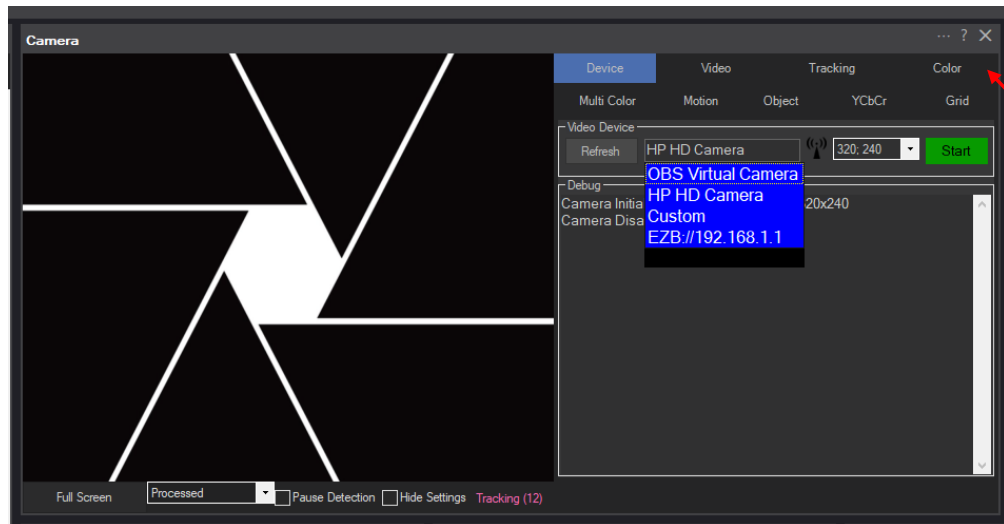 Camera
... ?
Device Video Tracking Color
Multi Color Motion Object YCbCr Grid
Video Device
Refresh HP HD Camera 320; 240 Start
OBS Virtual Camera
HP HD Camera
Custom
EZB://192.168.1.1
Debug
Camera Initia 20x240
Camera Disa
Full Screen Processed Pause Detection Hide Settings Tracking (12)